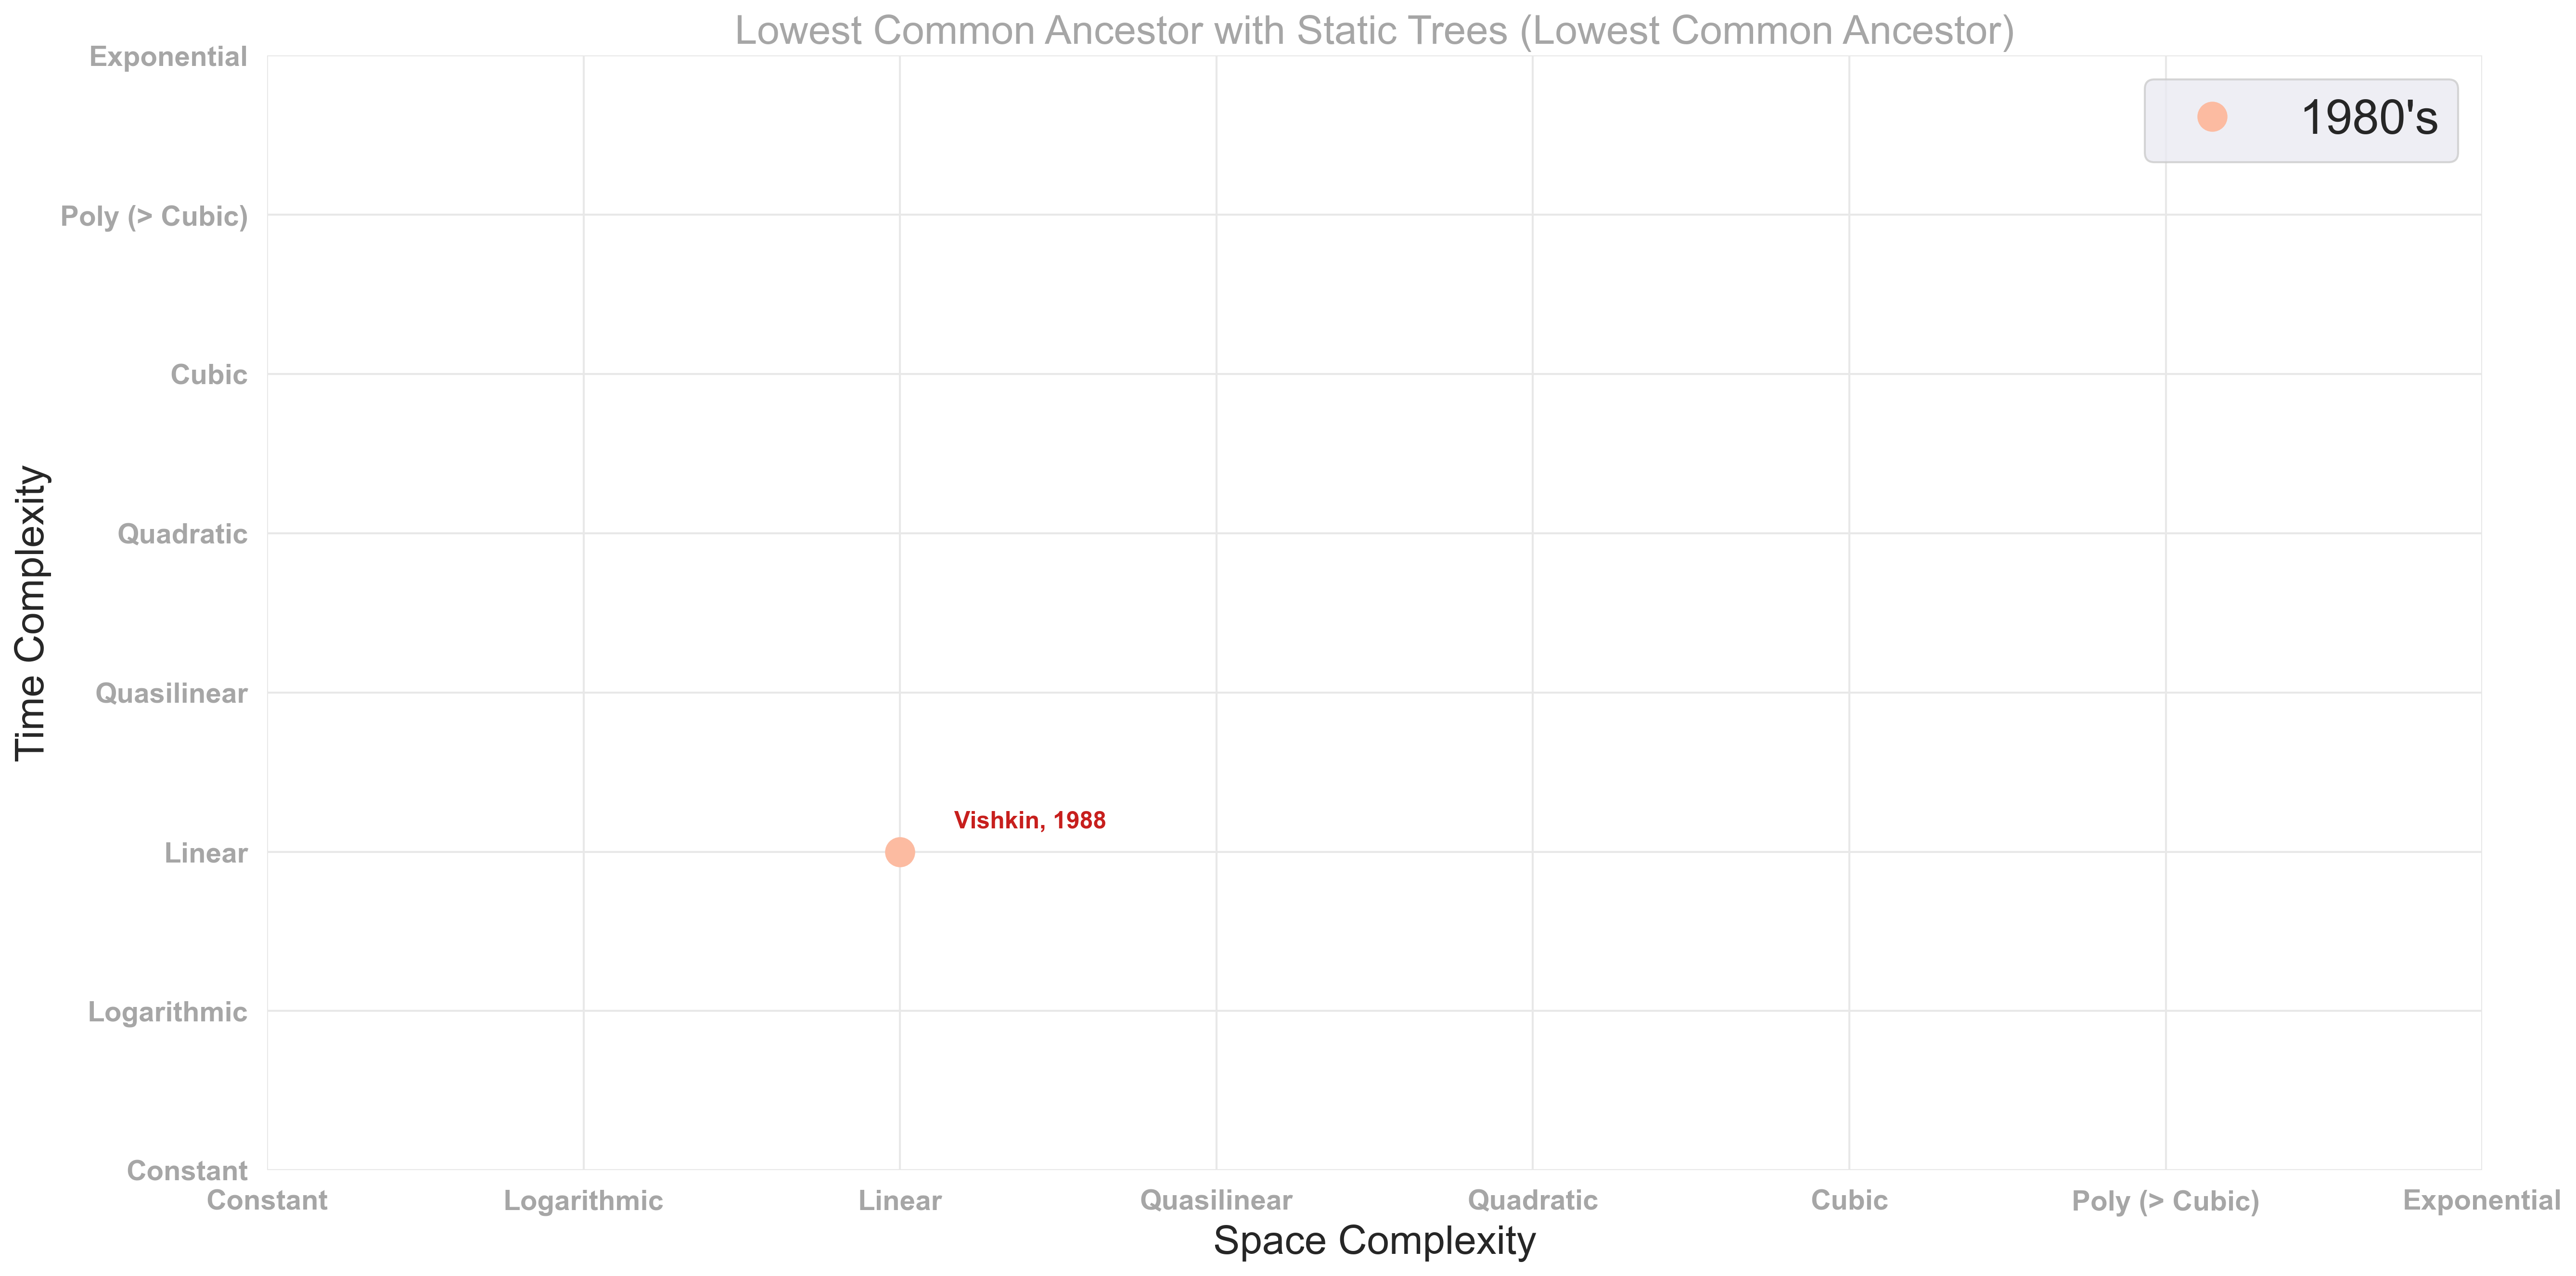 Lowest Common Ancestor with Static Trees (Lowest Common Ancestor)
1980's
Time Complexity
Exponential
Poly (> Cubic)
Cubic
Quadratic
Quasilinear
Linear
Logarithmic
Constant
Vishkin, 1988
Constant
Logarithmic
Linear
Quasilinear
Quadratic
Cubic
Poly (> Cubic)
Exponential
Space Complexity